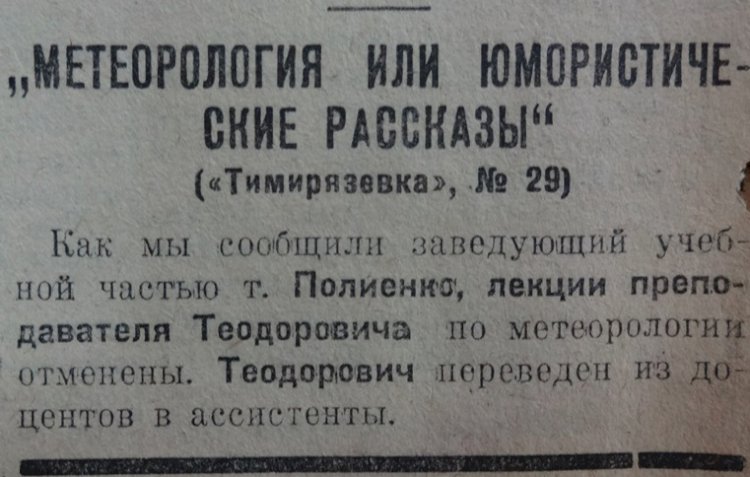 „МЕТЕОРОЛОГИЯ ИЛИ ЮМОРИСТИЧЕ-
СКИЕ РАССКАЗЫ“
(«Тимирязевка», № 29)
Как мы сообщили заведующий учеб-
ной частью т. Полиенко, лекции препо-
давателя Теодоровича по метеорологии
отменены. Теодорович переведен из до-
центов в ассистенты.